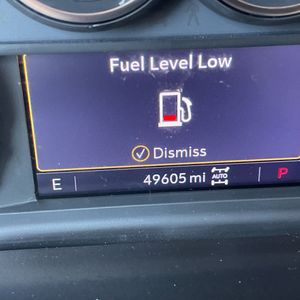 Fuel Level Low
Dismiss
E 49605 mi AUTO P